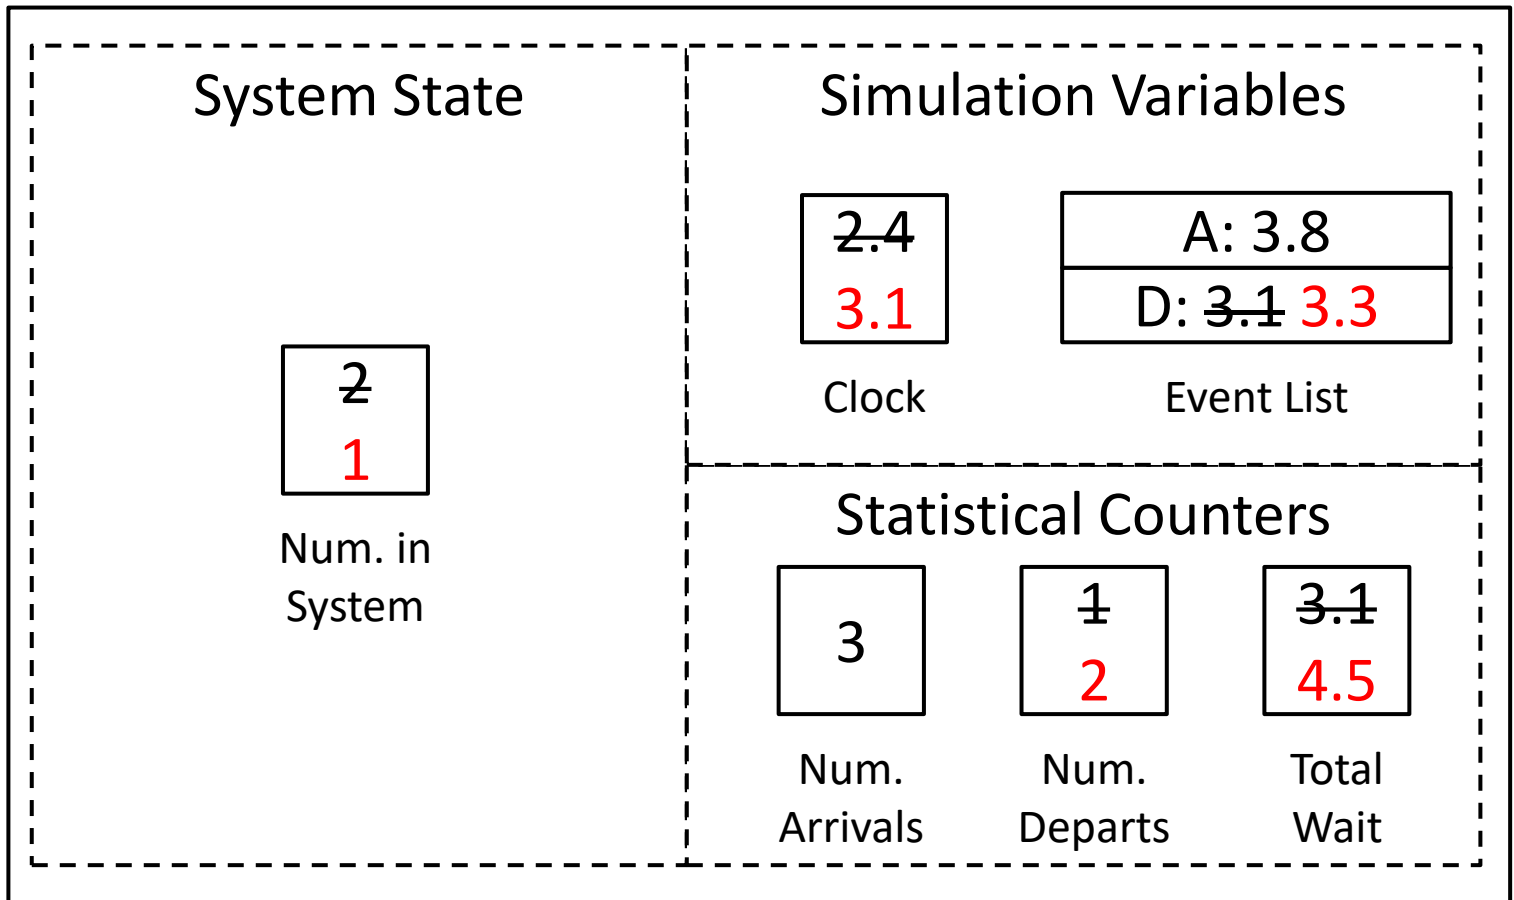 System State
2
1
Num. in
System
Simulation Variables
2.4
3.1
Clock
A: 3.8
D: 3.1 3.3
Event List
Statistical Counters
3
Num.
Arrivals
1
2
Num.
Departs
3.1
4.5
Total
Wait